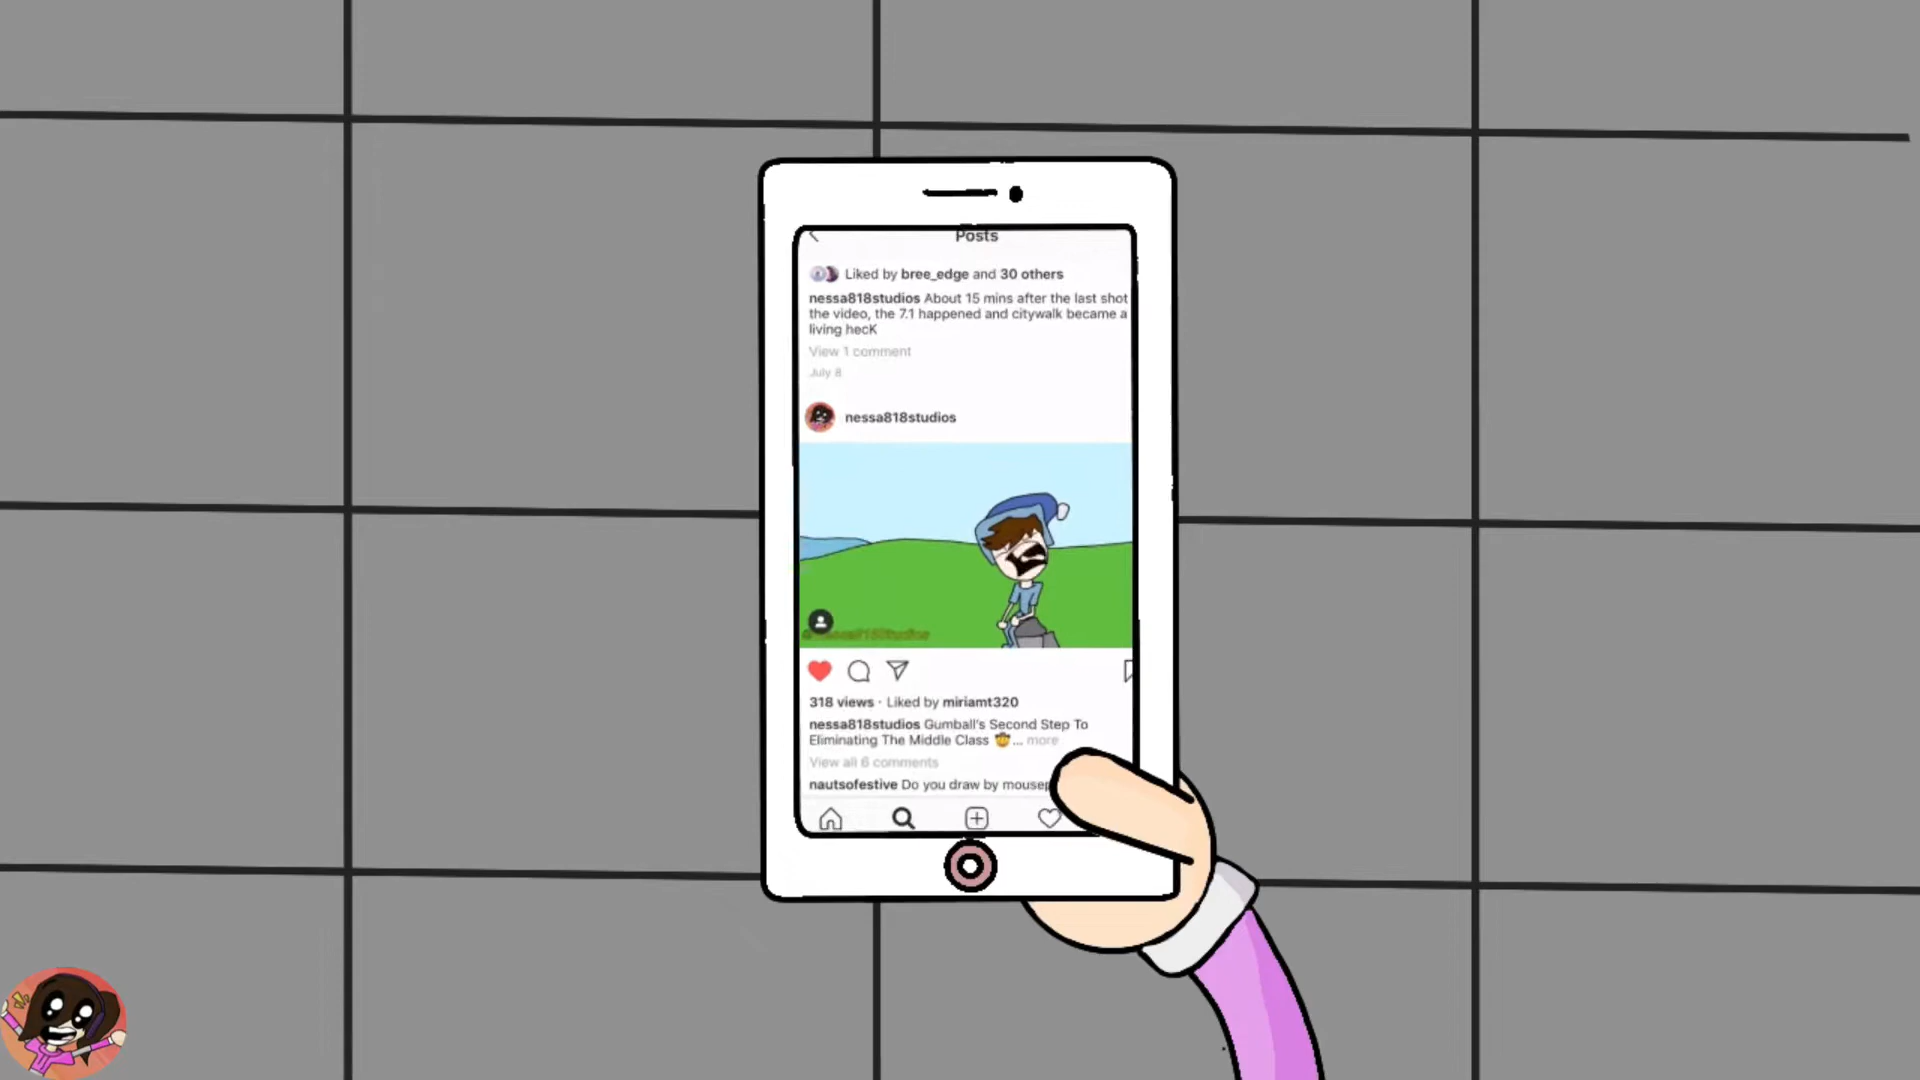 Posts
Liked by bree_edge and 30 others
nessa818studios About 15 mins after the last shot
the video, the 7.1 happened and citywalk became a
living hecK
View 1 comment
July 8
nessa818studios
318 views · Liked by miriamt320
nessa818studios Gumball's Second Step To
Eliminating The Middle Class 🤠... more
View all 6 comments
nautsofestive Do you draw by